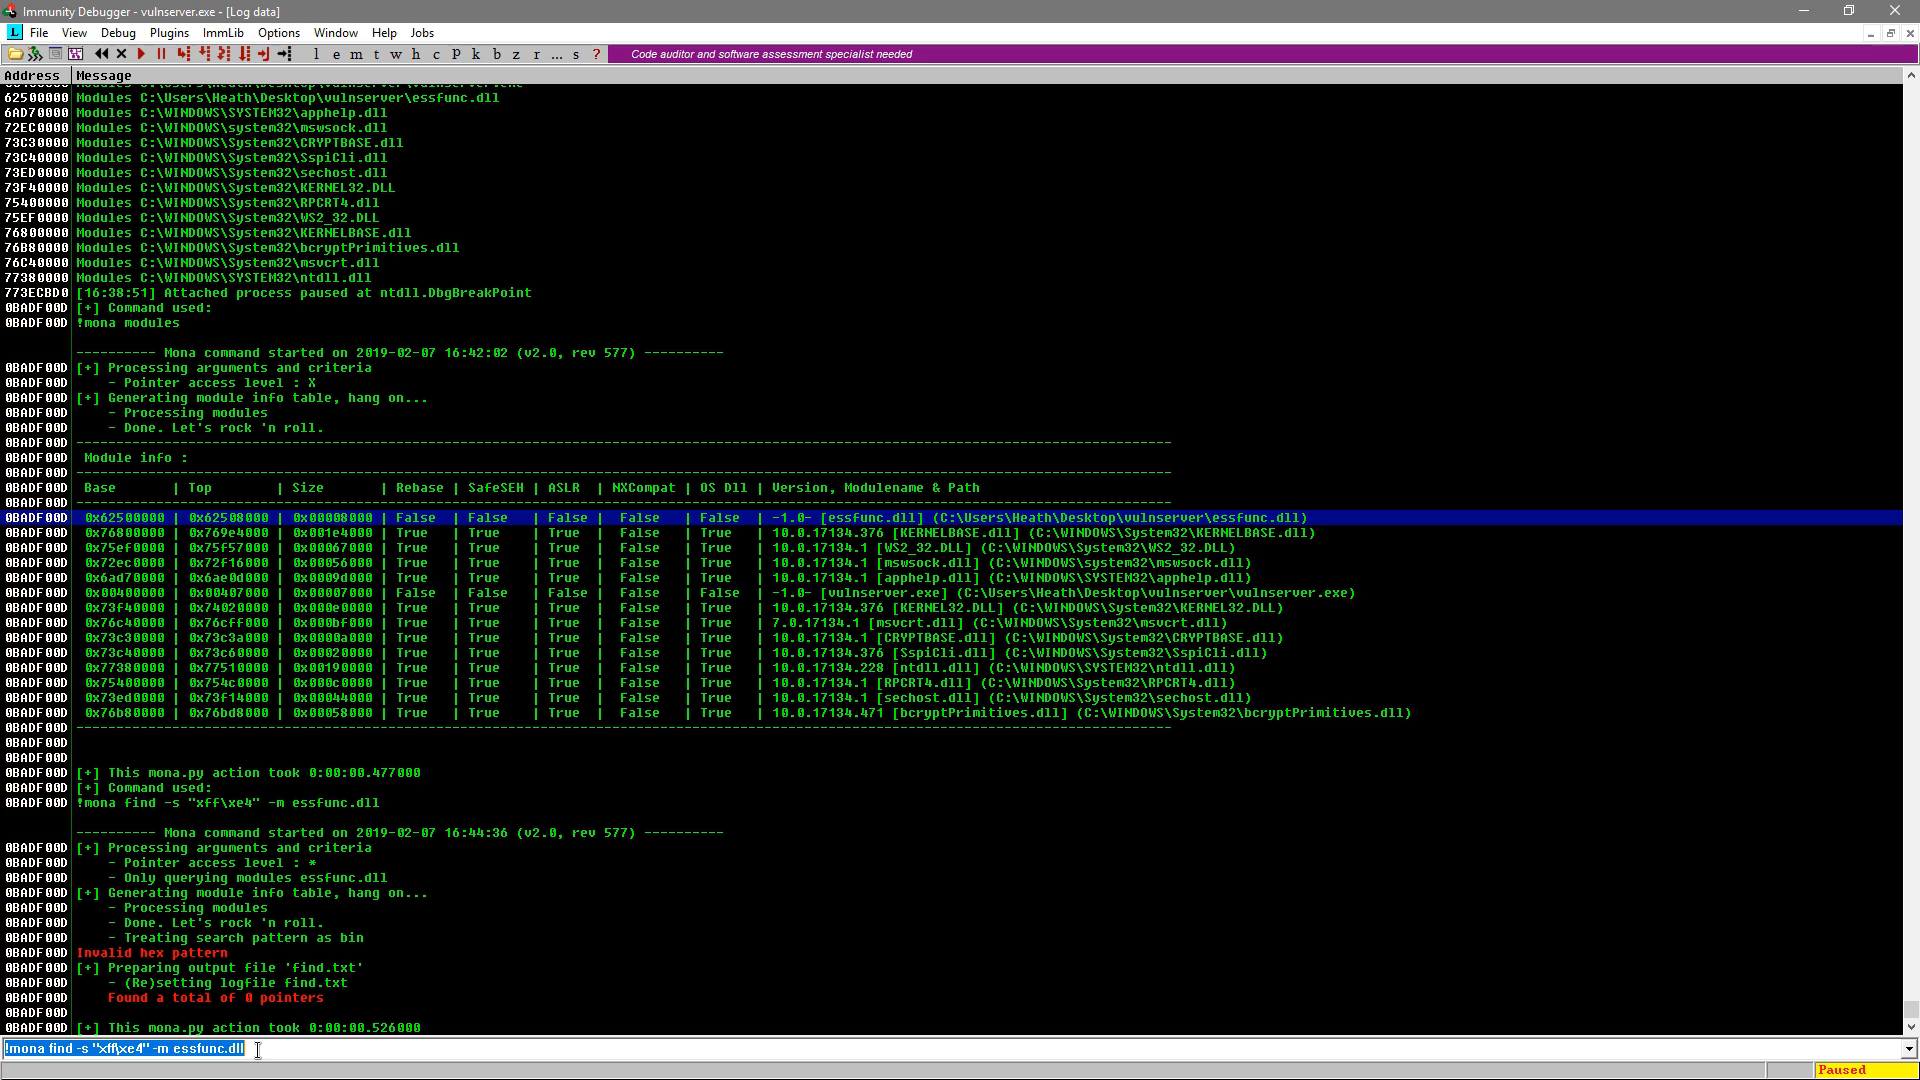 Immunity Debugger - vulnserver.exe - [Log data]
L File View Debug Plugins ImmLib Options Window Help Jobs
l e m t w h c P k b z r ... s ? Code auditor and software assessment specialist needed
Address Message
62500000 Modules C:\Users\Heath\Desktop\vulnserver\essfunc.dll
6AD70000 Modules C:\WINDOWS\SYSTEM32\apphelp.dll
72EC0000 Modules C:\WINDOWS\system32\mswsock.dll
73C30000 Modules C:\WINDOWS\System32\CRYPTBASE.dll
73C40000 Modules C:\WINDOWS\System32\SspiCli.dll
73ED0000 Modules C:\WINDOWS\System32\sechost.dll
73F40000 Modules C:\WINDOWS\System32\KERNEL32.DLL
75400000 Modules C:\WINDOWS\System32\RPCRT4.dll
75EF0000 Modules C:\WINDOWS\System32\WS2_32.DLL
76800000 Modules C:\WINDOWS\System32\KERNELBASE.dll
76B80000 Modules C:\WINDOWS\System32\bcryptPrimitives.dll
76C40000 Modules C:\WINDOWS\System32\msvcrt.dll
77380000 Modules C:\WINDOWS\SYSTEM32\ntdll.dll
773ECBD0 [16:38:51] Attached process paused at ntdll.DbgBreakPoint
0BADF00D [+] Command used:
0BADF00D !mona modules
---------- Mona command started on 2019-02-07 16:42:02 (v2.0, rev 577) ----------
0BADF00D [+] Processing arguments and criteria
0BADF00D - Pointer access level : X
0BADF00D [+] Generating module info table, hang on...
0BADF00D - Processing modules
0BADF00D - Done. Let's rock 'n roll.
0BADF00D ----------------------------------------------------------------------
0BADF00D Module info :
0BADF00D ----------------------------------------------------------------------
0BADF00D Base | Top | Size | Rebase | SafeSEH | ASLR | NXCompat | OS Dll | Version, Modulename & Path
0BADF00D ----------------------------------------------------------------------
0BADF00D 0x62500000 | 0x62508000 | 0x00008000 | False | False | False | False | False | -1.0- [essfunc.dll] (C:\Users\Heath\Desktop\vulnserver\essfunc.dll)
0BADF00D 0x76800000 | 0x769e4000 | 0x001e4000 | True | True | True | False | True | 10.0.17134.376 [KERNELBASE.dll] (C:\WINDOWS\System32\KERNELBASE.dll)
0BADF00D 0x75ef0000 | 0x75f57000 | 0x00067000 | True | True | True | False | True | 10.0.17134.1 [WS2_32.DLL] (C:\WINDOWS\System32\WS2_32.DLL)
0BADF00D 0x72ec0000 | 0x72f16000 | 0x00056000 | True | True | True | False | True | 10.0.17134.1 [mswsock.dll] (C:\WINDOWS\system32\mswsock.dll)
0BADF00D 0x6ad70000 | 0x6ae0d000 | 0x0009d000 | True | True | True | False | True | 10.0.17134.1 [apphelp.dll] (C:\WINDOWS\SYSTEM32\apphelp.dll)
0BADF00D 0x00400000 | 0x00407000 | 0x00007000 | False | False | False | False | False | -1.0- [vulnserver.exe] (C:\Users\Heath\Desktop\vulnserver\vulnserver.exe)
0BADF00D 0x73f40000 | 0x74020000 | 0x000e0000 | True | True | True | False | True | 10.0.17134.376 [KERNEL32.DLL] (C:\WINDOWS\System32\KERNEL32.DLL)
0BADF00D 0x76c40000 | 0x76cff000 | 0x000bf000 | True | True | True | False | True | 7.0.17134.1 [msvcrt.dll] (C:\WINDOWS\System32\msvcrt.dll)
0BADF00D 0x73c30000 | 0x73c3a000 | 0x0000a000 | True | True | True | False | True | 10.0.17134.1 [CRYPTBASE.dll] (C:\WINDOWS\System32\CRYPTBASE.dll)
0BADF00D 0x73c40000 | 0x73c60000 | 0x00020000 | True | True | True | False | True | 10.0.17134.376 [SspiCli.dll] (C:\WINDOWS\System32\SspiCli.dll)
0BADF00D 0x77380000 | 0x77510000 | 0x00190000 | True | True | True | False | True | 10.0.17134.228 [ntdll.dll] (C:\WINDOWS\SYSTEM32\ntdll.dll)
0BADF00D 0x75400000 | 0x754c0000 | 0x000c0000 | True | True | True | False | True | 10.0.17134.1 [RPCRT4.dll] (C:\WINDOWS\System32\RPCRT4.dll)
0BADF00D 0x73ed0000 | 0x73f14000 | 0x00044000 | True | True | True | False | True | 10.0.17134.1 [sechost.dll] (C:\WINDOWS\System32\sechost.dll)
0BADF00D 0x76b80000 | 0x76bd8000 | 0x00058000 | True | True | True | False | True | 10.0.17134.471 [bcryptPrimitives.dll] (C:\WINDOWS\System32\bcryptPrimitives.dll)
0BADF00D ----------------------------------------------------------------------
0BADF00D
0BADF00D
0BADF00D [+] This mona.py action took 0:00:00.477000
0BADF00D [+] Command used:
0BADF00D !mona find -s "xff\xe4" -m essfunc.dll
---------- Mona command started on 2019-02-07 16:44:36 (v2.0, rev 577) ----------
0BADF00D [+] Processing arguments and criteria
0BADF00D - Pointer access level : *
0BADF00D - Only querying modules essfunc.dll
0BADF00D [+] Generating module info table, hang on...
0BADF00D - Processing modules
0BADF00D - Done. Let's rock 'n roll.
0BADF00D - Treating search pattern as bin
0BADF00D Invalid hex pattern
0BADF00D [+] Preparing output file 'find.txt'
0BADF00D - (Re)setting logfile find.txt
0BADF00D Found a total of 0 pointers
0BADF00D
0BADF00D [+] This mona.py action took 0:00:00.526000
!mona find -s "xff\xe4" -m essfunc.dll
Paused